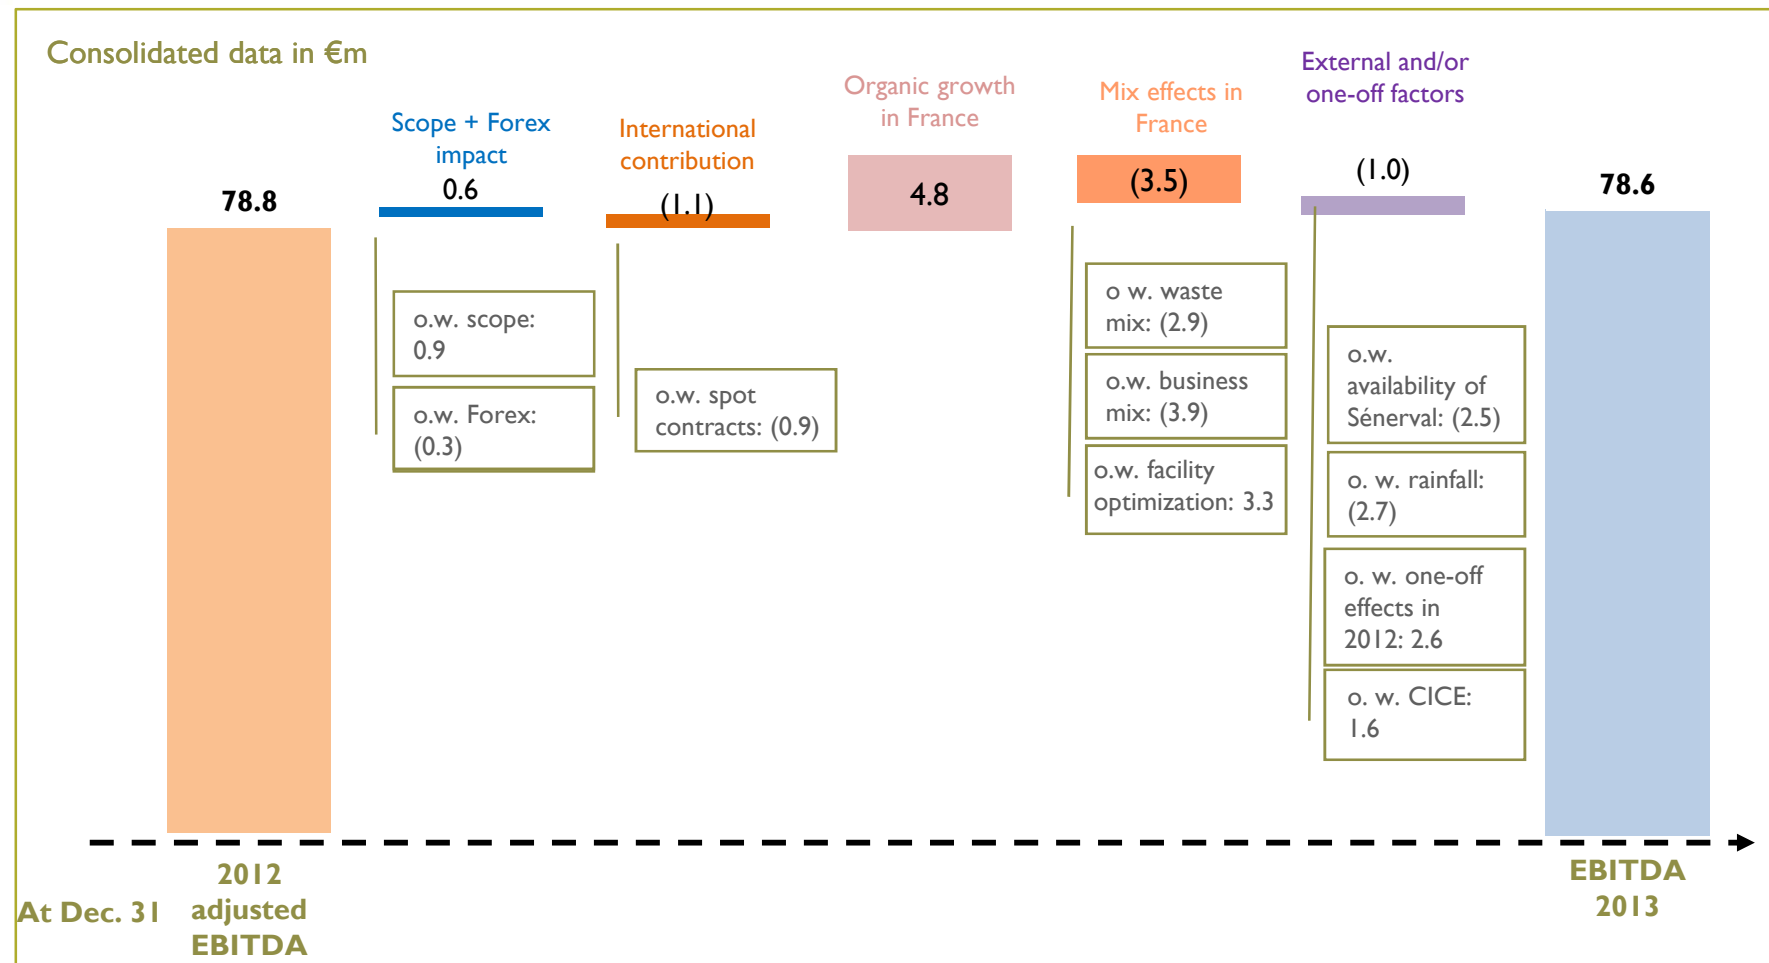 Consolidated data in €m
78.8
Scope + Forex
impact
0.6
o.w. scope:
0.9
o.w. Forex:
(0.3)
International
contribution
(1.1)
o.w. spot
contracts: (0.9)
Organic growth
in France
4.8
Mix effects in
France
(3.5)
o w. waste
mix: (2.9)
o.w. business
mix: (3.9)
o.w. facility
optimization: 3.3
External and/or
one-off factors
(1.0)
o.w.
availability of
Sénerval: (2.5)
o. w. rainfall:
(2.7)
o. w. one-off
effects in
2012: 2.6
o. w. CICE:
1.6
78.6
At Dec. 31
2012
adjusted
EBITDA
EBITDA
2013